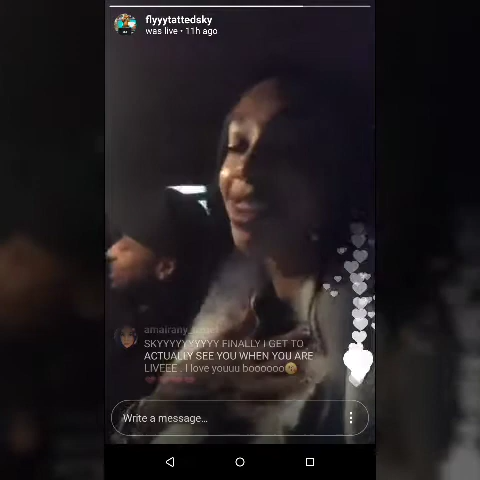 flyyytattedsky
was live • 11h ago
SKYYYYYYYYYY FINALLY I GET TO
ACTUALLY SEE YOU WHEN YOU ARE
LIVEEE . I love youuu boooooo
Write a message...